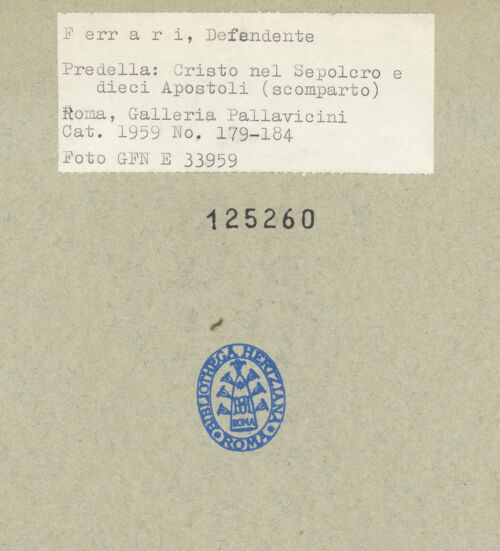 F err a r i, Defendente
Predella: Cristo nel Sepolcro e
dieci Apostoli (scomparto)
Roma, Galleria Pallavicini
Cat. 1959 No. 179-184
Foto GFN E 33959
125260
BIBLIOTHECA HERTZIANA
ROMA
ROMA